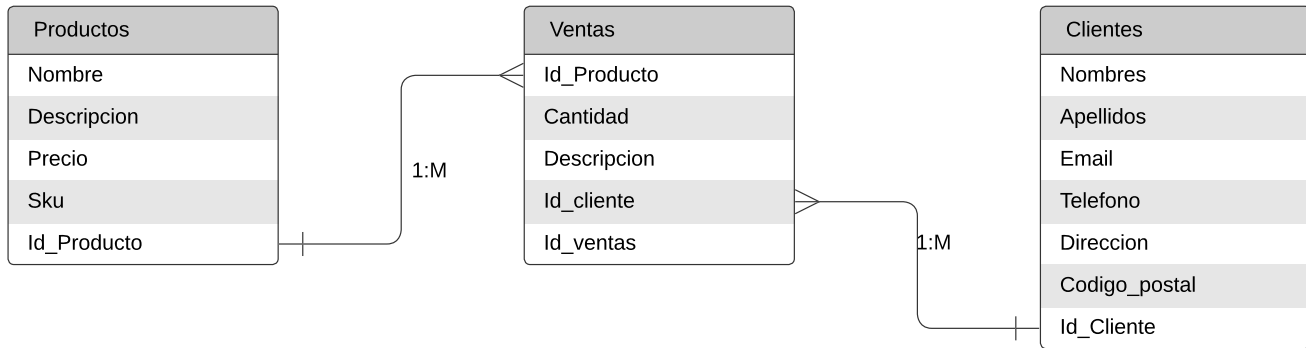 Productos
Nombre
Descripcion
Precio
Sku
Id_Producto
1:M
Ventas
Id_Producto
Cantidad
Descripcion
Id_cliente
Id_ventas
1:M
Clientes
Nombres
Apellidos
Email
Telefono
Direccion
Codigo_postal
Id_Cliente